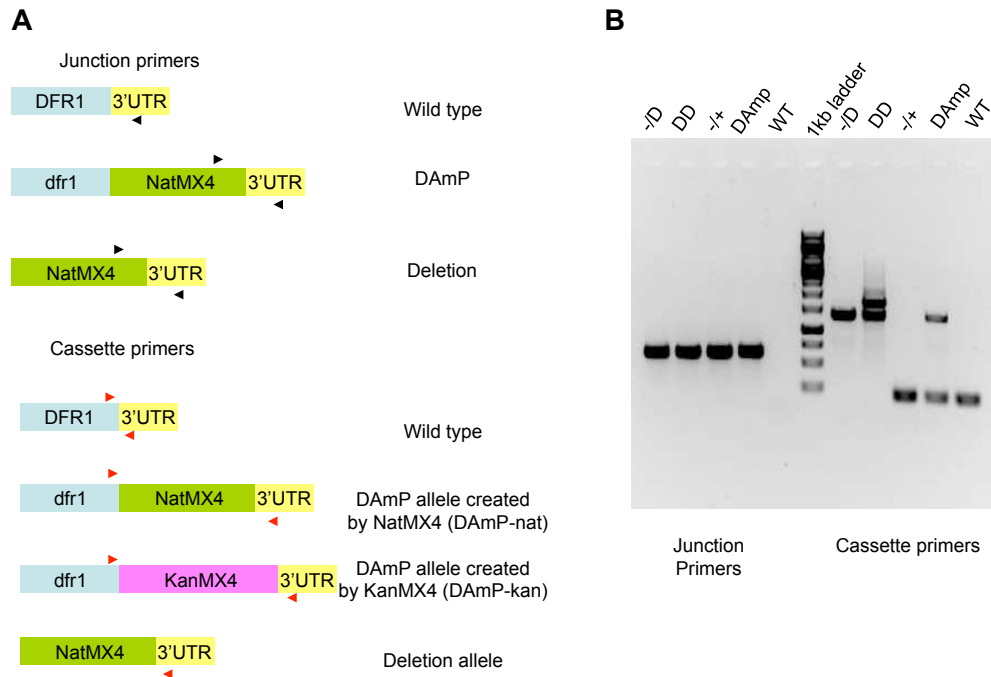 A
Junction primers
DFR1 3'UTR
Wild type
dfr1 NatMX4 3'UTR
DAmP
NatMX4 3'UTR
Deletion
Cassette primers
DFR1 3'UTR
Wild type
dfr1 NatMX4 3'UTR
DAmP allele created
by NatMX4 (DAmP-nat)
dfr1 KanMX4 3'UTR
DAmP allele created
by KanMX4 (DAmP-kan)
NatMX4 3'UTR
Deletion allele
B
-/D DD -/+ DAmp WT 1kb ladder -/D DD -/+ DAmp WT
Junction
Primers
Cassette primers